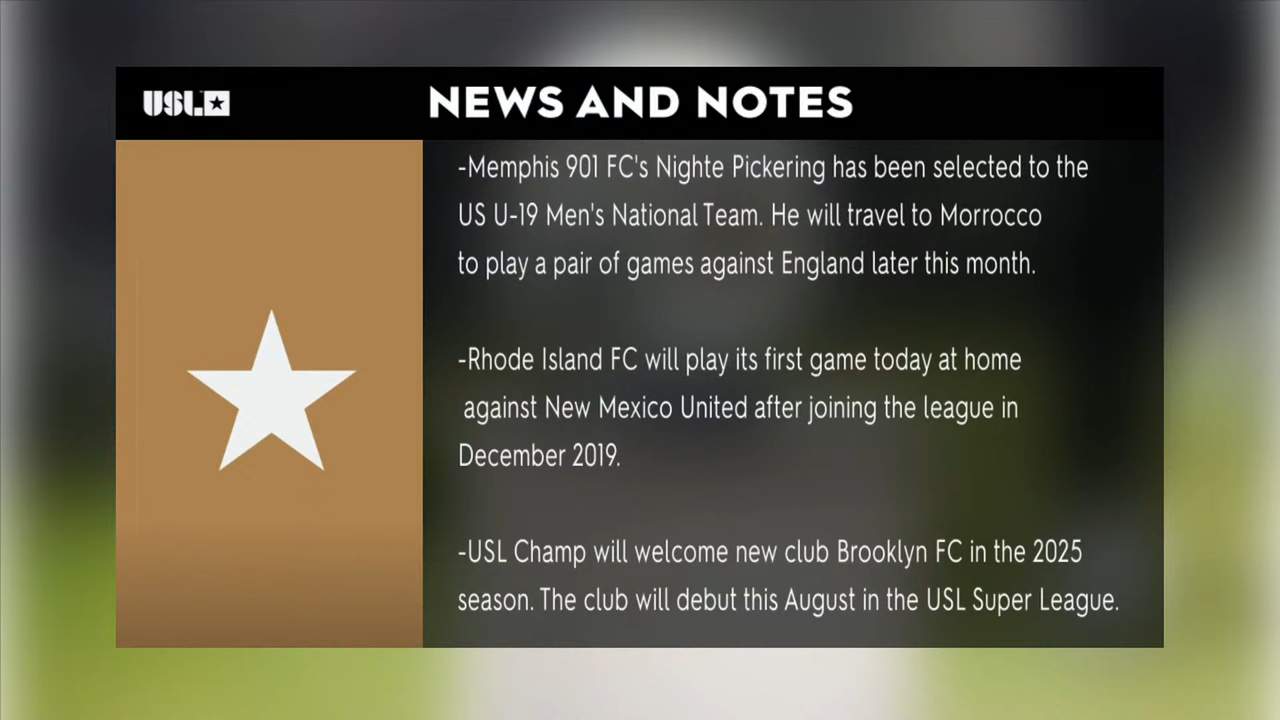 USL
NEWS AND NOTES
-Memphis 901 FC's Nighte Pickering has been selected to the
US U-19 Men's National Team. He will travel to Morrocco
to play a pair of games against England later this month.
-Rhode Island FC will play its first game today at home
against New Mexico United after joining the league in
December 2019.
-USL Champ will welcome new club Brooklyn FC in the 2025
season. The club will debut this August in the USL Super League.